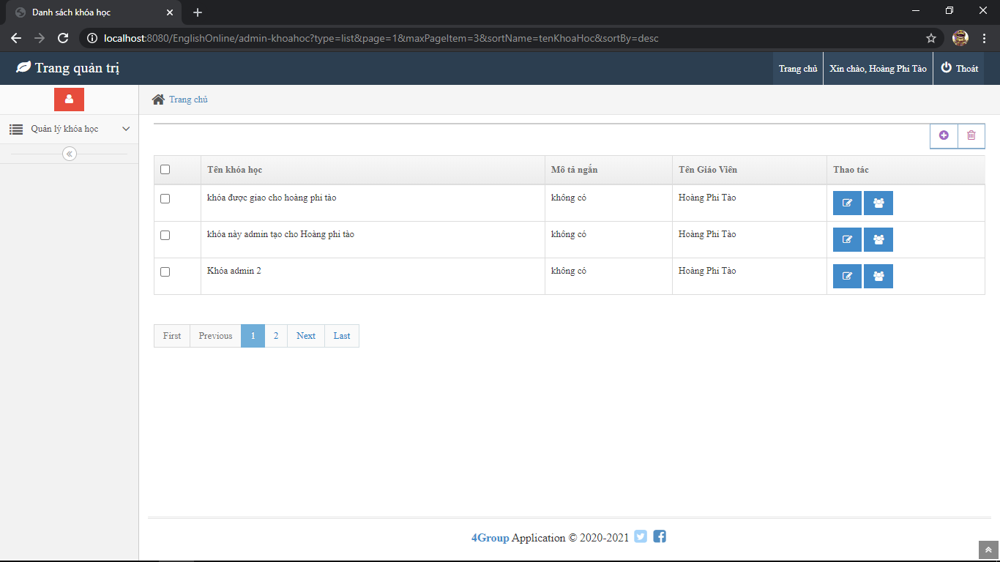 Danh sách khóa học
localhost:8080/EnglishOnline/admin-khoahoc?type=list&page=1&maxPageItem=3&sortName=tenKhoaHoc&sortBy=desc
Trang quản trị
Trang chủ
Xin chào, Hoàng Phi Tào
Thoát
Trang chủ
Quản lý khóa học
Tên khóa học Mô tả ngắn Tên Giáo Viên Thao tác
khóa được giao cho hoàng phi tào không có Hoàng Phi Tào
khóa này admin tạo cho Hoàng phi tào không có Hoàng Phi Tào
Khóa admin 2 không có Hoàng Phi Tào
First Previous 1 2 Next Last
4Group Application © 2020-2021